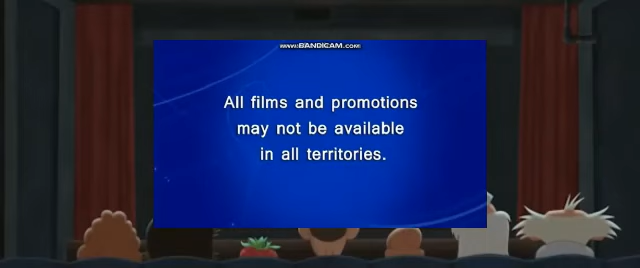 www.BANDICAM.com
All films and promotions
may not be available
in all territories.